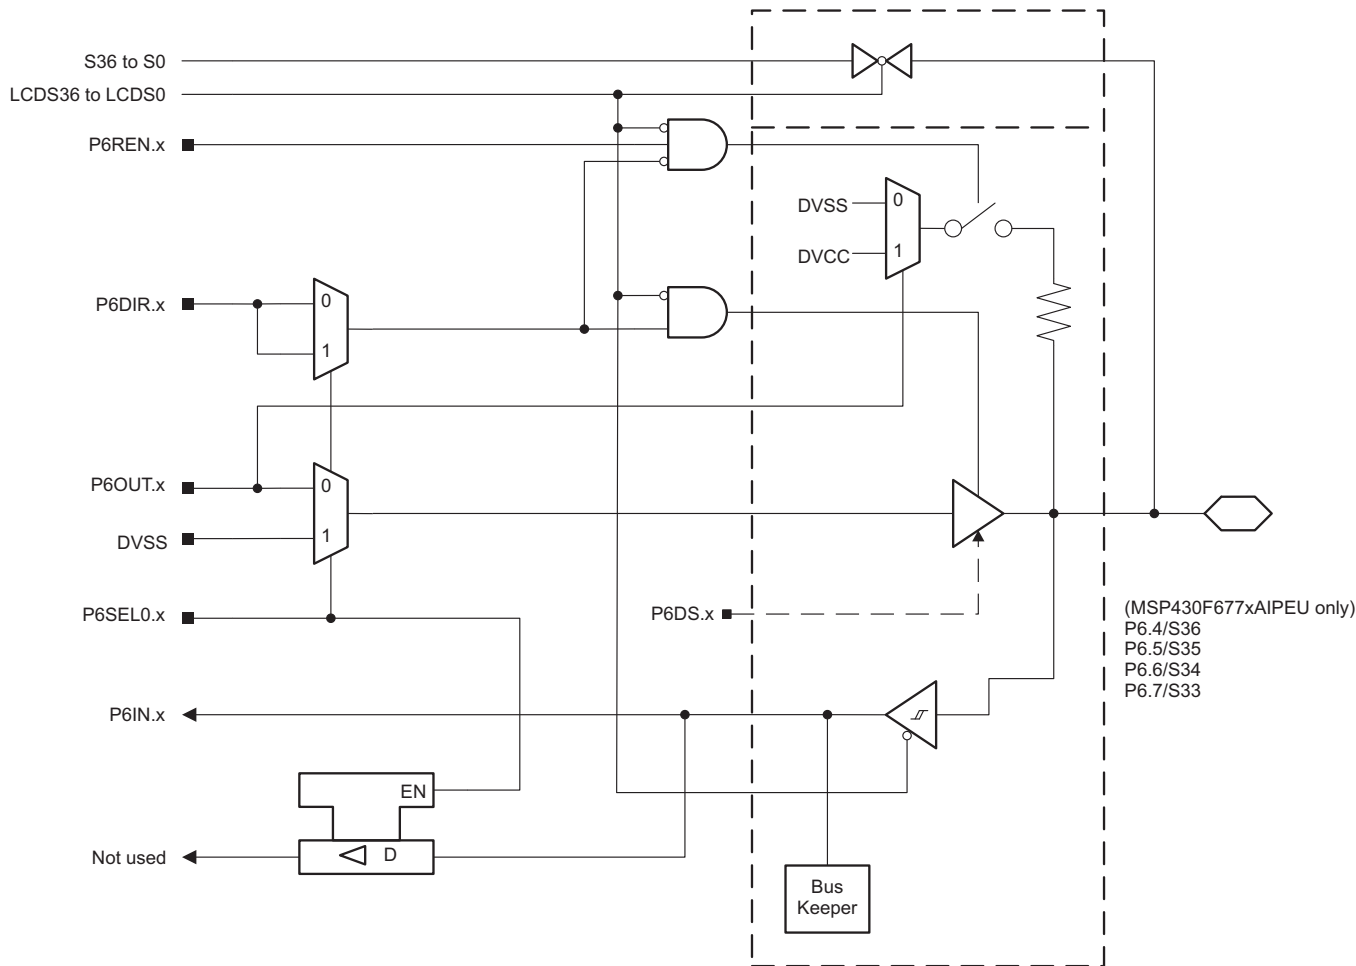 S36 to S0
LCDS36 to LCDS0
P6REN.x
DVSS
0
DVCC
1
P6DIR.x
0
1
P6OUT.x
0
DVSS
1
P6SEL0.x
P6DS.x
(MSP430F677xAIPEU only)
P6.4/S36
P6.5/S35
P6.6/S34
P6.7/S33
P6IN.x
EN
Not used
D
Bus
Keeper